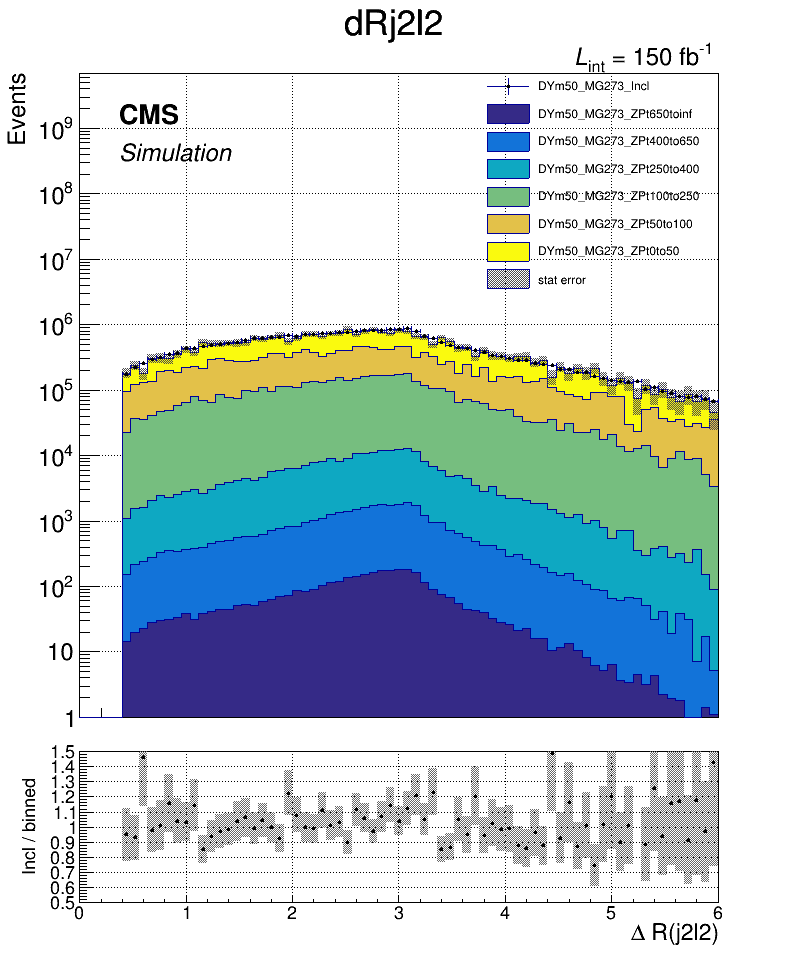 dRj2l2
L_int = 150 fb^-1
Events
CMS
Simulation
DYm50_MG273_Incl
DYm50_MG273_ZPt650toinf
DYm50_MG273_ZPt400to650
DYm50_MG273_ZPt250to400
DYm50_MG273_ZPt100to250
DYm50_MG273_ZPt50to100
DYm50_MG273_ZPt0to50
stat error
10^9
10^8
10^7
10^6
10^5
10^4
10^3
10^2
10
1
Incl / binned
1.5
1.4
1.3
1.2
1.1
1
0.9
0.8
0.7
0.6
0.5
0 1 2 3 4 5 6
Δ R(j2l2)